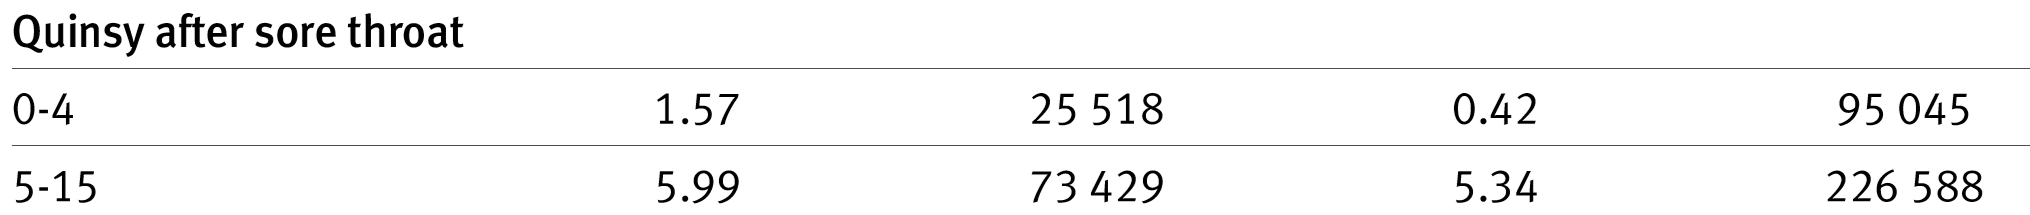 Quinsy after sore throat
0-4 1.57 25 518 0.42 95 045
5-15 5.99 73 429 5.34 226 588